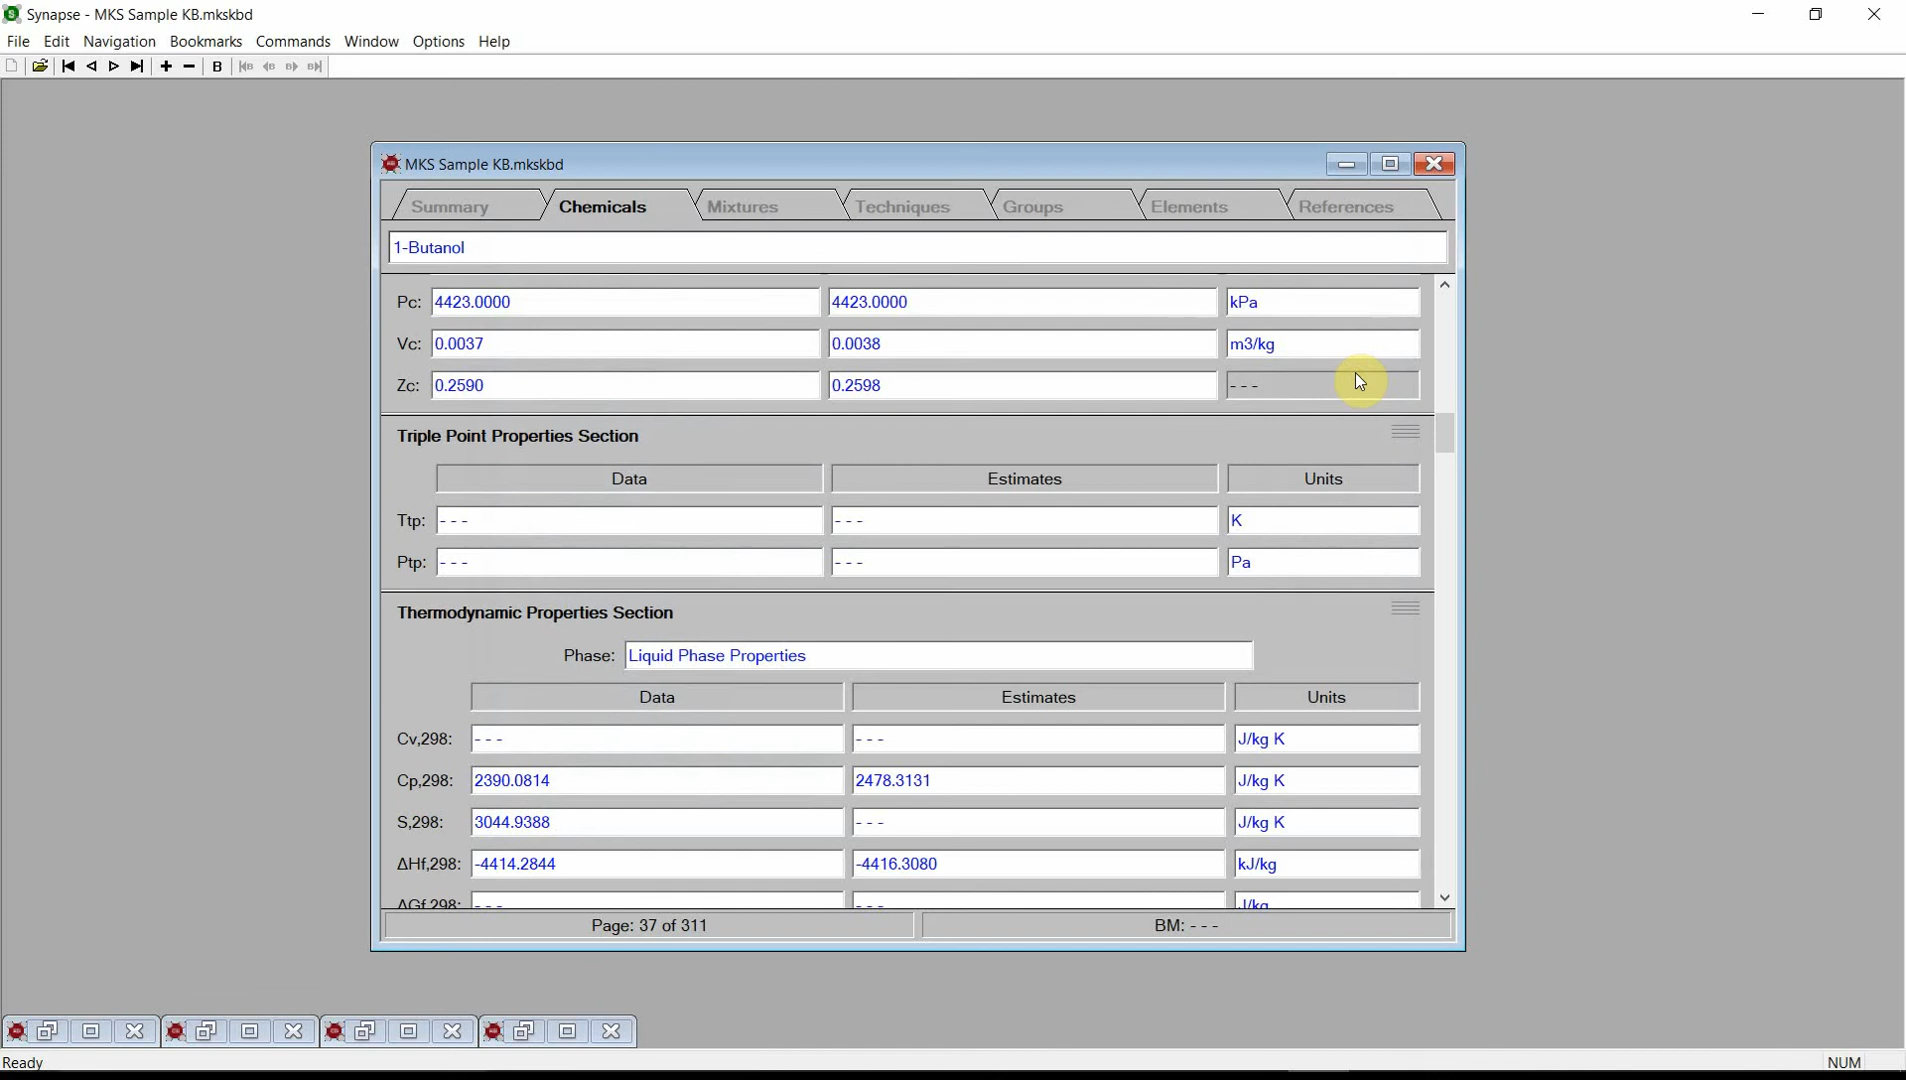 Synapse - MKS Sample KB.mkskbd
File Edit Navigation Bookmarks Commands Window Options Help
B
MKS Sample KB.mkskbd
Summary Chemicals Mixtures Techniques Groups Elements References
1-Butanol
Pc: 4423.0000 4423.0000 kPa
Vc: 0.0037 0.0038 m3/kg
Zc: 0.2590 0.2598 - - -
Triple Point Properties Section
Data Estimates Units
Ttp: - - - - - - K
Ptp: - - - - - - Pa
Thermodynamic Properties Section
Phase: Liquid Phase Properties
Data Estimates Units
Cv,298: - - - - - - J/kg K
Cp,298: 2390.0814 2478.3131 J/kg K
S,298: 3044.9388 - - - J/kg K
ΔHf,298: -4414.2844 -4416.3080 kJ/kg
ΔGf,298: - - - - - - J/kg
Page: 37 of 311 BM: - - -
Ready NUM